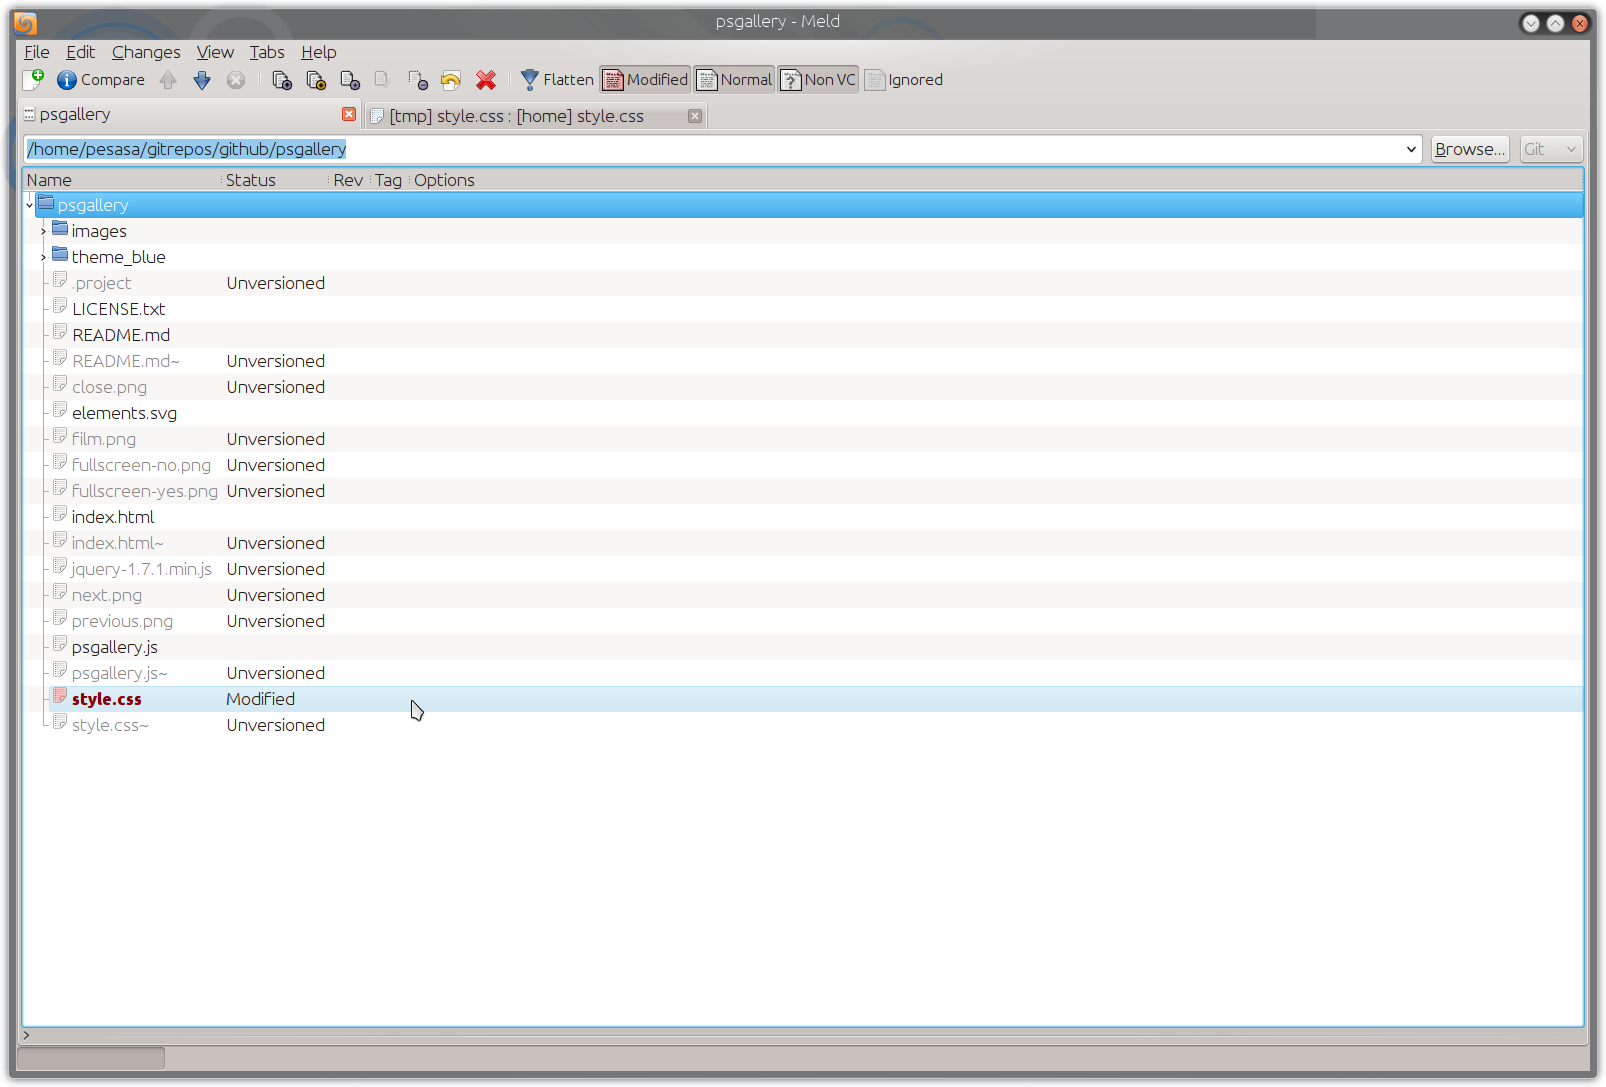 psgallery - Meld
File Edit Changes View Tabs Help
Compare Flatten Modified Normal Non VC Ignored
psgallery [tmp] style.css : [home] style.css
/home/pesasa/gitrepos/github/psgallery Browse... Git
Name Status Rev Tag Options
psgallery
images
theme_blue
.project Unversioned
LICENSE.txt
README.md
README.md~ Unversioned
close.png Unversioned
elements.svg
film.png Unversioned
fullscreen-no.png Unversioned
fullscreen-yes.png Unversioned
index.html
index.html~ Unversioned
jquery-1.7.1.min.js Unversioned
next.png Unversioned
previous.png Unversioned
psgallery.js
psgallery.js~ Unversioned
style.css Modified
style.css~ Unversioned